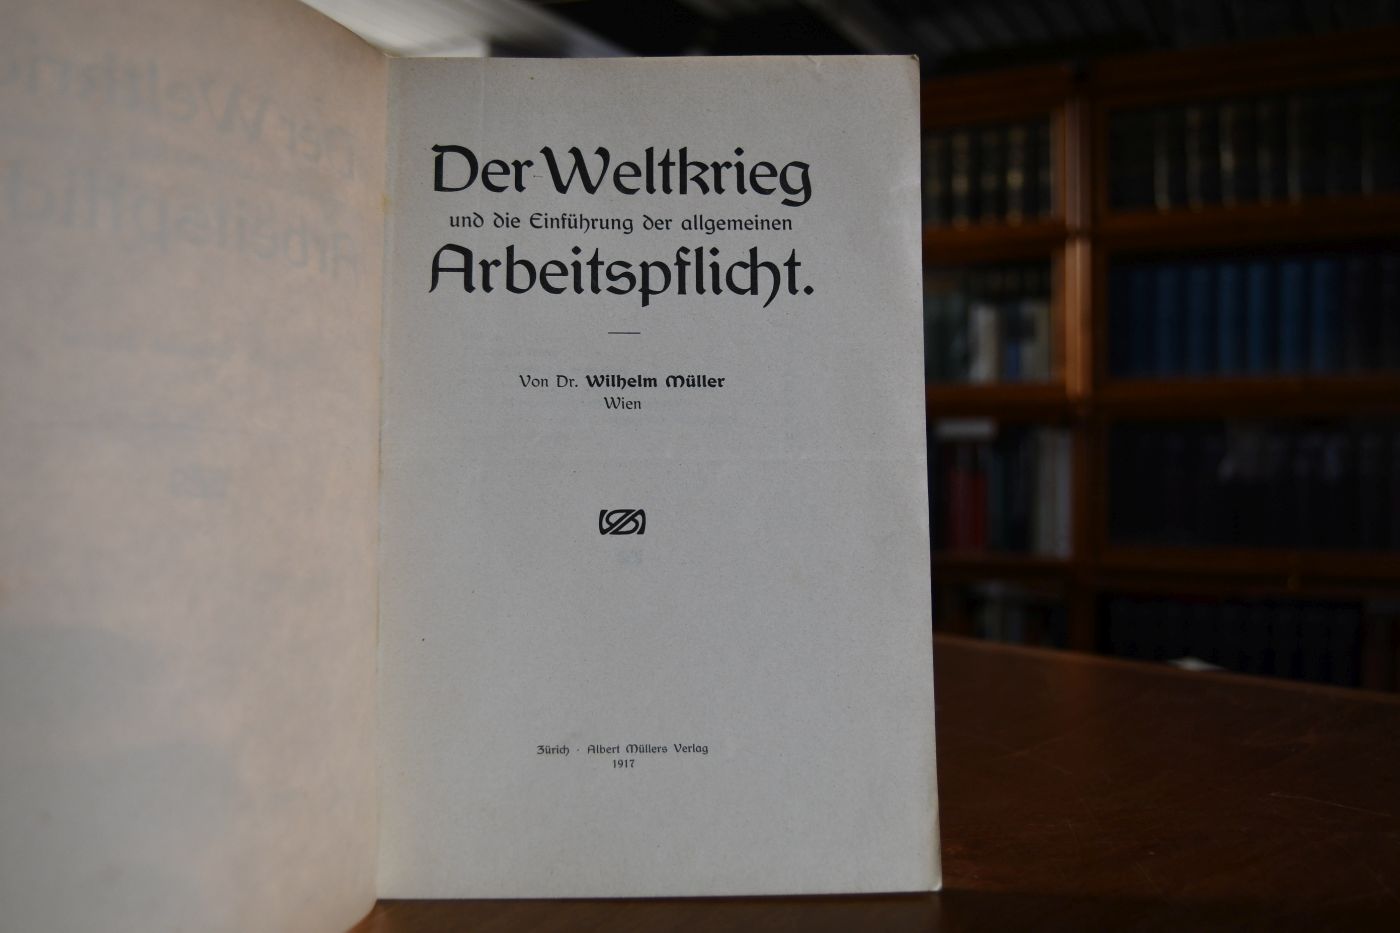 Der Weltkrieg
und die Einführung der allgemeinen
Arbeitspflicht.
Von Dr. Wilhelm Müller
Wien
Zürich · Albert Müllers Verlag
1917